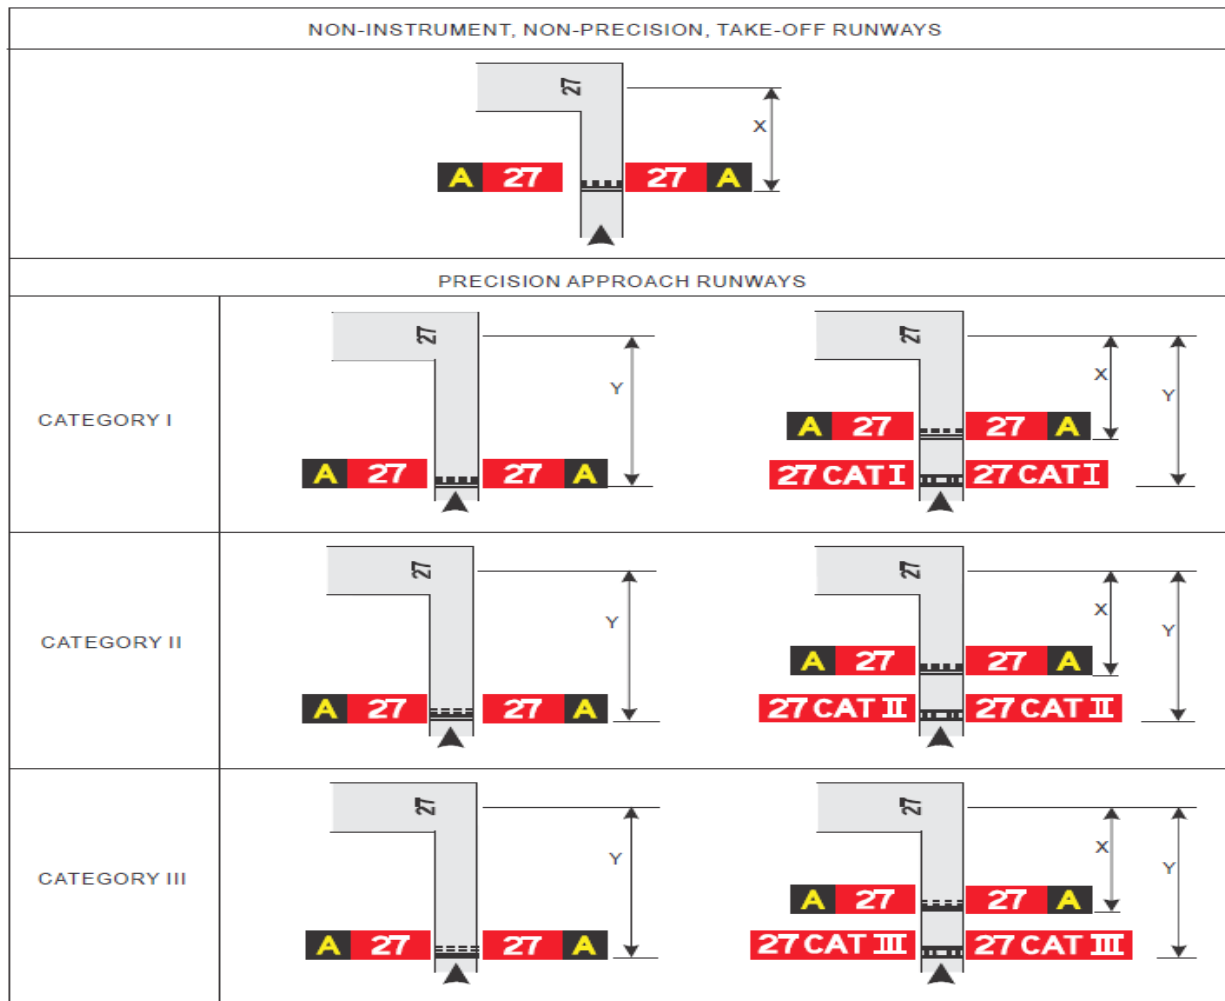 NON-INSTRUMENT, NON-PRECISION, TAKE-OFF RUNWAYS
27
X
A 27 27 A
PRECISION APPROACH RUNWAYS
CATEGORY I
27
Y
A 27 27 A
27
X
Y
A 27 27 A
27 CAT I 27 CAT I
CATEGORY II
27
Y
A 27 27 A
27
X
Y
A 27 27 A
27 CAT II 27 CAT II
CATEGORY III
27
Y
A 27 27 A
27
X
Y
A 27 27 A
27 CAT III 27 CAT III